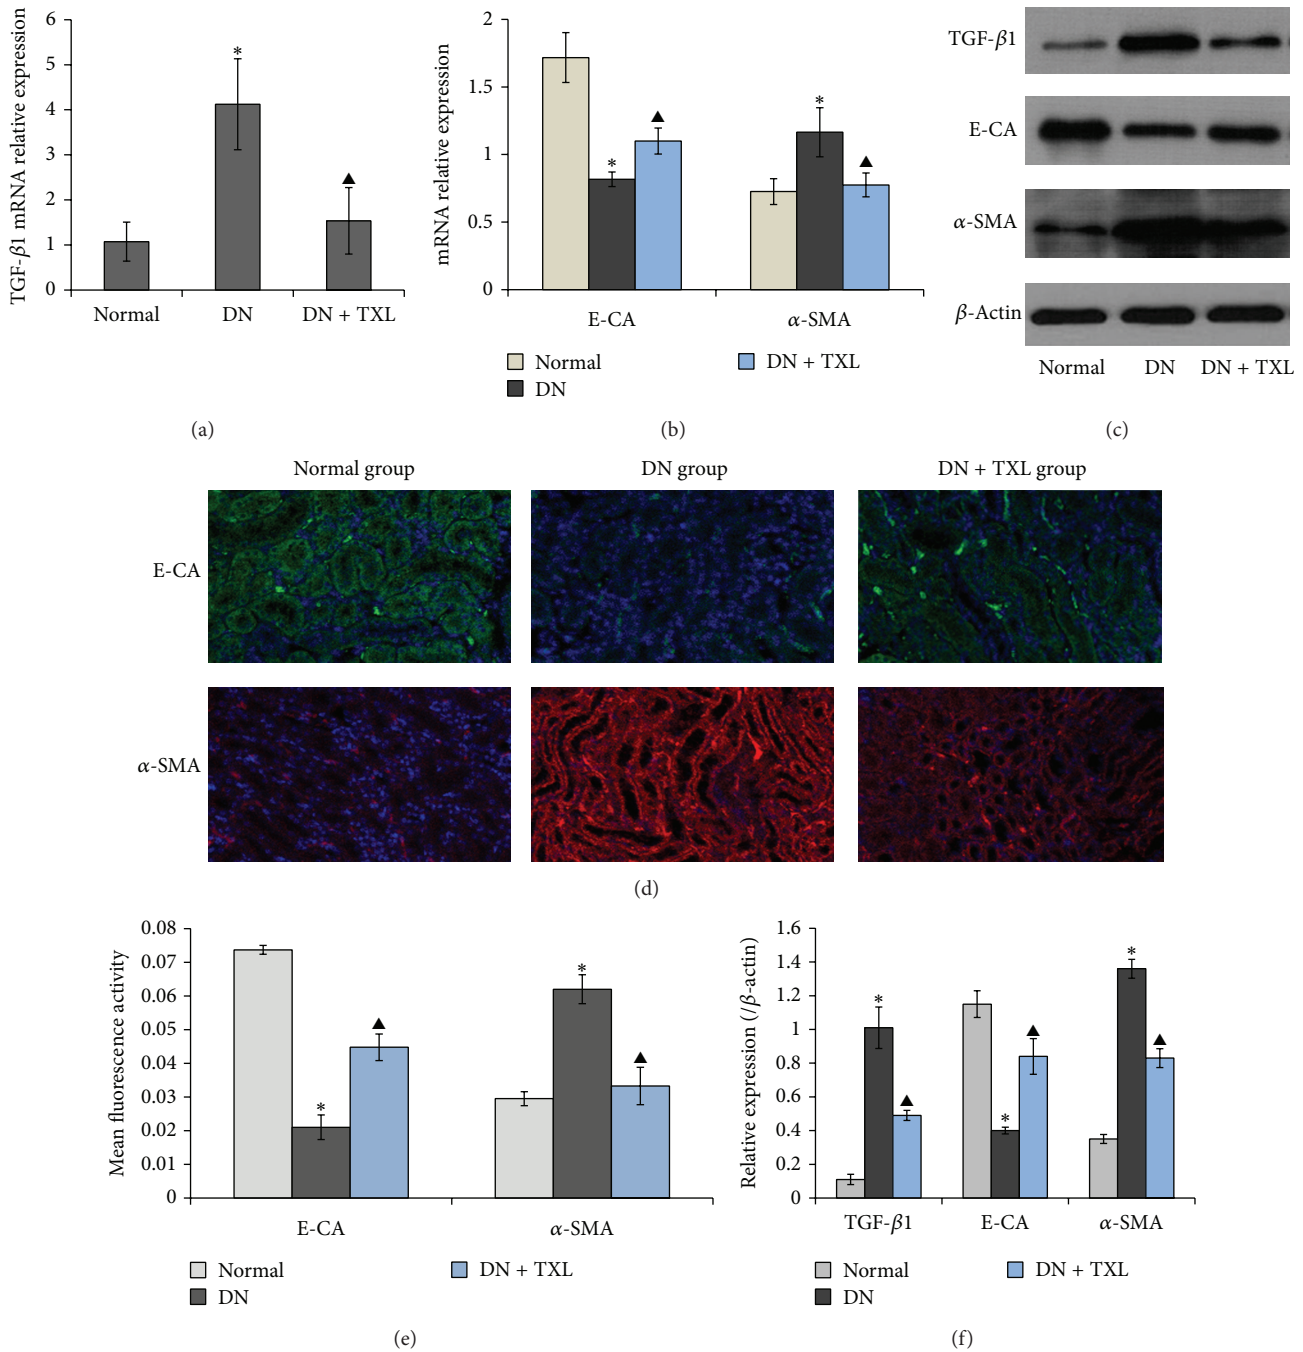 TGF-β1 mRNA relative expression
6
5
4
3
2
1
0
*
▲
Normal DN DN + TXL
(a)
mRNA relative expression
2
1.5
1
0.5
0
*
▲
*
▲
E-CA α-SMA
Normal DN + TXL
DN
(b)
TGF-β1
E-CA
α-SMA
β-Actin
Normal DN DN + TXL
(c)
Normal group DN group DN + TXL group
E-CA
α-SMA
(d)
Mean fluorescence activity
0.08
0.07
0.06
0.05
0.04
0.03
0.02
0.01
0
*
▲
*
▲
E-CA α-SMA
Normal DN + TXL
DN
(e)
Relative expression (/β-actin)
1.6
1.4
1.2
1
0.8
0.6
0.4
0.2
0
*
▲
*
▲
*
▲
TGF-β1 E-CA α-SMA
Normal DN + TXL
DN
(f)